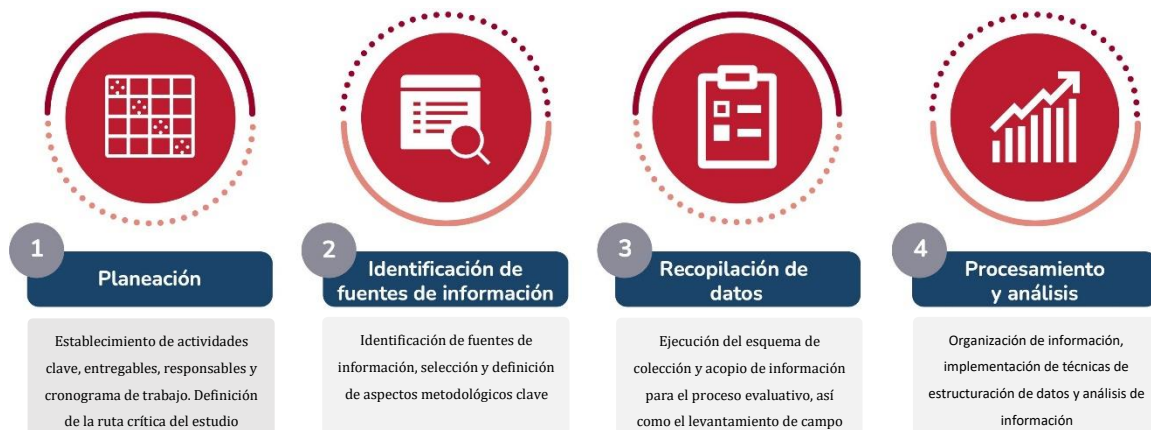 1
Planeación
Establecimiento de actividades
clave, entregables, responsables y
cronograma de trabajo. Definición
de la ruta crítica del estudio
2
Identificación de
fuentes de información
Identificación de fuentes de
información, selección y definición
de aspectos metodológicos clave
3
Recopilación de
datos
Ejecución del esquema de
colección y acopio de información
para el proceso evaluativo, así
como el levantamiento de campo
4
Procesamiento
y análisis
Organización de información,
implementación de técnicas de
estructuración de datos y análisis de
información